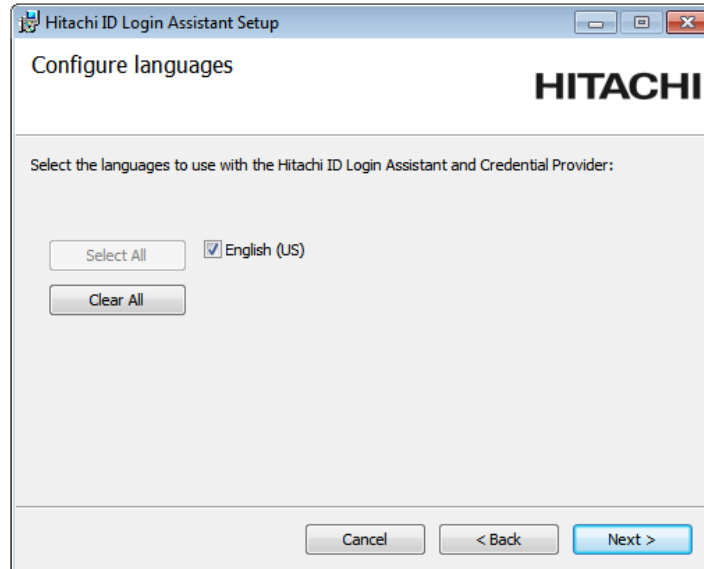 Hitachi ID Login Assistant Setup
Configure languages
HITACHI
Select the languages to use with the Hitachi ID Login Assistant and Credential Provider:
Select All
English (US)
Clear All
Cancel
< Back
Next >